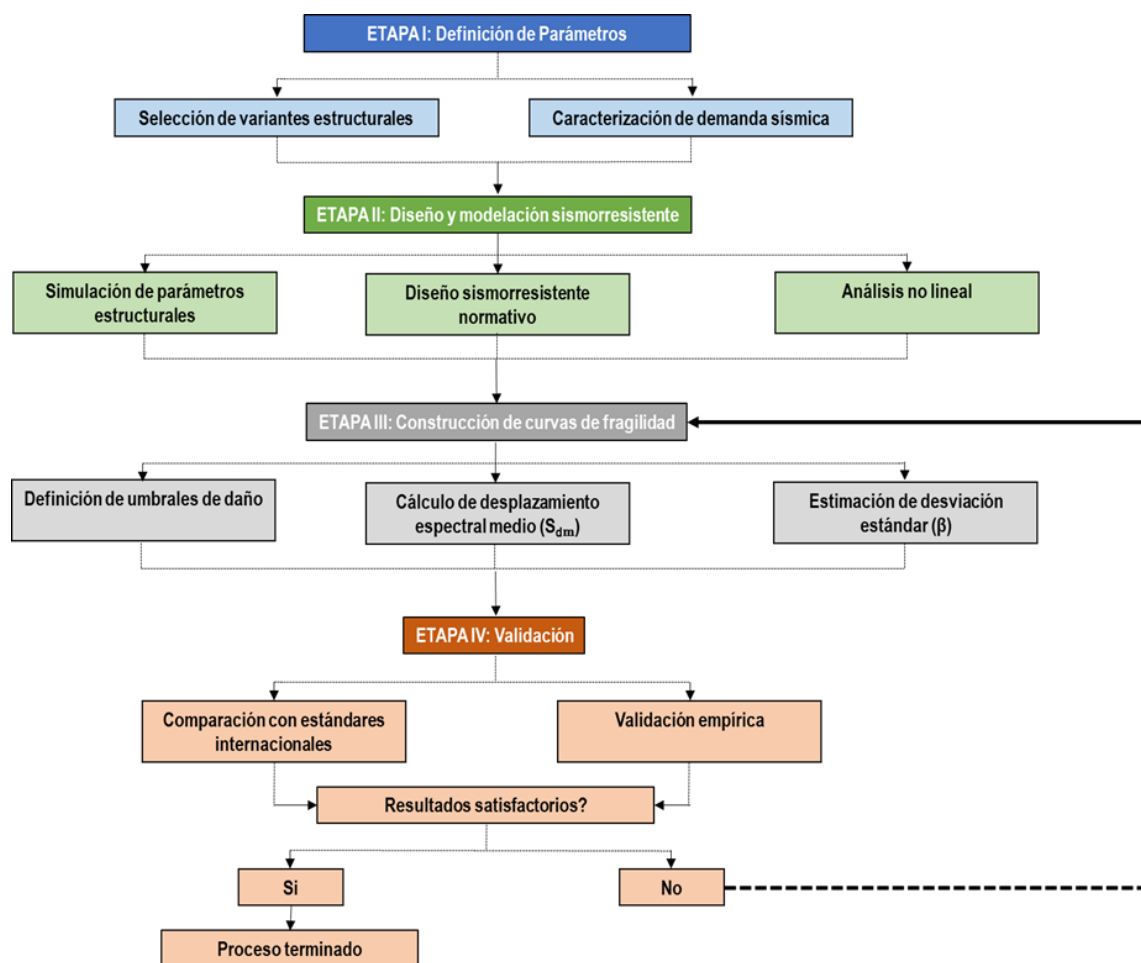 ETAPA I: Definición de Parámetros
Selección de variantes estructurales
Caracterización de demanda sísmica
ETAPA II: Diseño y modelación sismorresistente
Simulación de parámetros
estructurales
Diseño sismorresistente
normativo
Análisis no lineal
ETAPA III: Construcción de curvas de fragilidad
Definición de umbrales de daño
Cálculo de desplazamiento
espectral medio (Sdm)
Estimación de desviación
estándar (β)
ETAPA IV: Validación
Comparación con estándares
internacionales
Validación empírica
Resultados satisfactorios?
Si
No
Proceso terminado